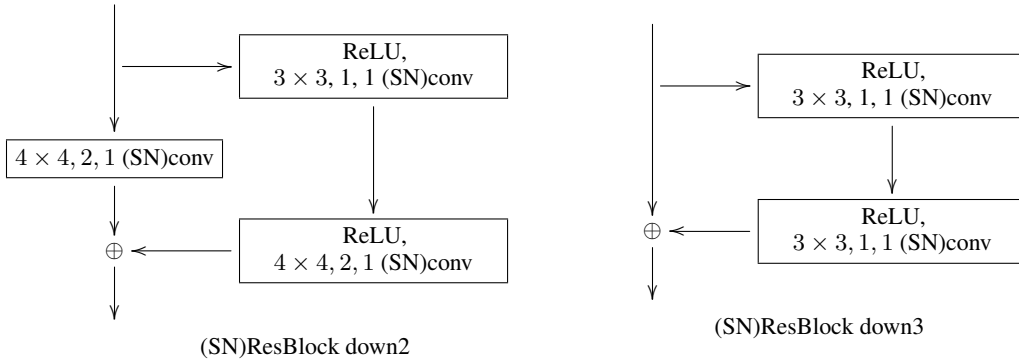 ReLU,
3 × 3, 1, 1 (SN)conv
4 × 4, 2, 1 (SN)conv
ReLU,
4 × 4, 2, 1 (SN)conv
(SN)ResBlock down2
ReLU,
3 × 3, 1, 1 (SN)conv
ReLU,
3 × 3, 1, 1 (SN)conv
(SN)ResBlock down3